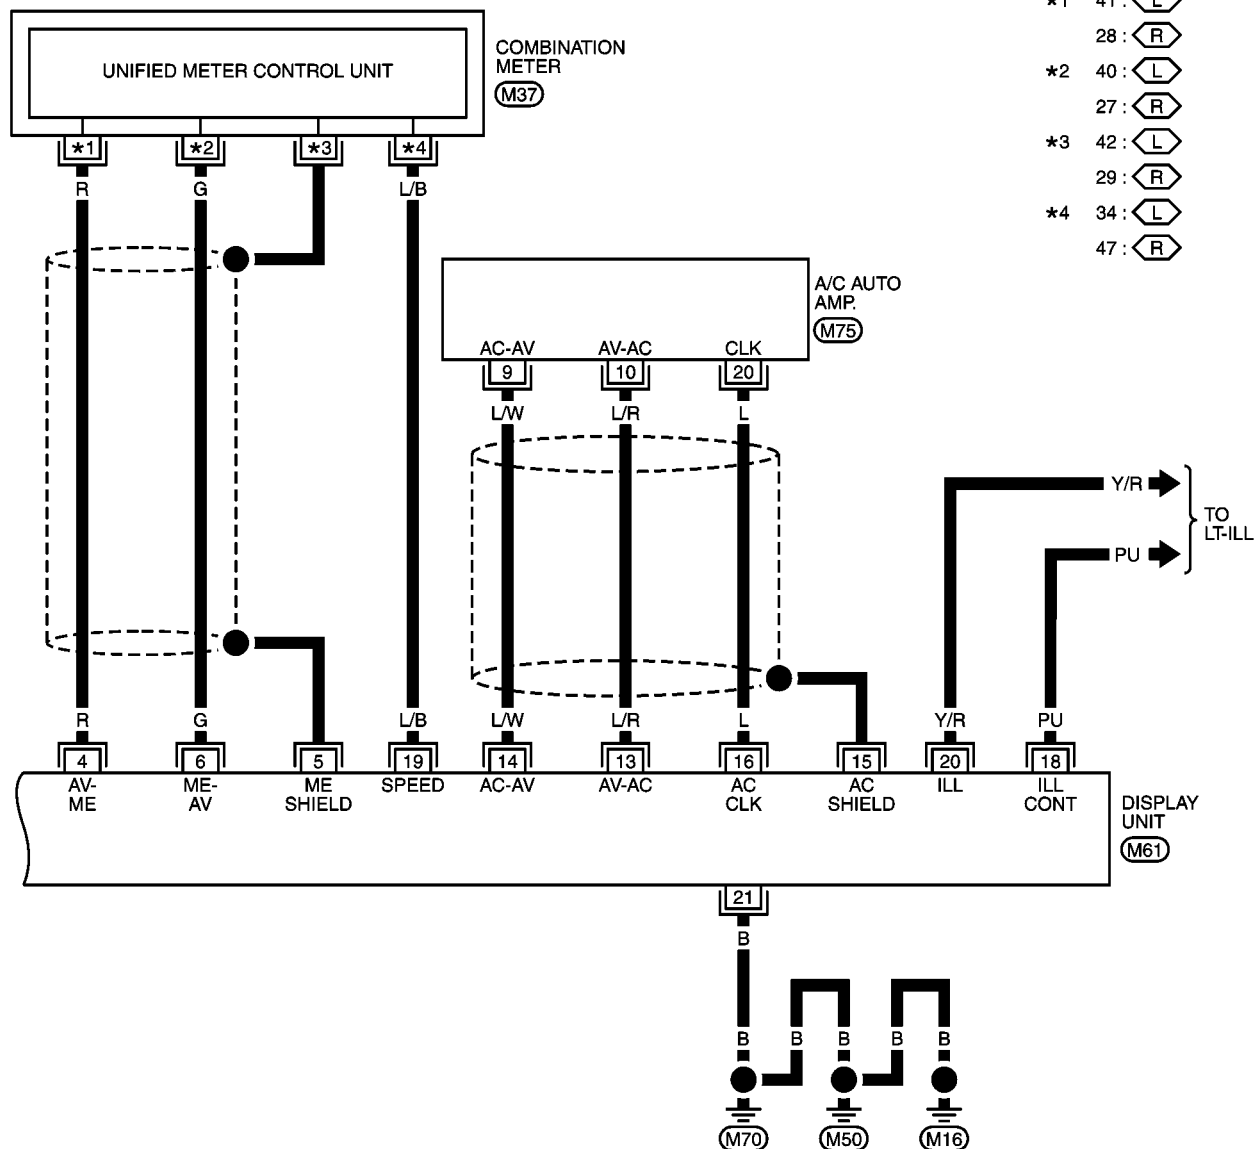 *1 41 : L
28 : R
*2 40 : L
27 : R
*3 42 : L
29 : R
*4 34 : L
47 : R
UNIFIED METER CONTROL UNIT
COMBINATION
METER
M37
*1 *2 *3 *4
R G L/B
A/C AUTO
AMP.
M75
AC-AV AV-AC CLK
9 10 20
L/W L/R L
Y/R
PU
TO
LT-ILL
R G L/B L/W L/R L Y/R PU
4 6 5 19 14 13 16 15 20 18
AV- ME- ME SPEED AC-AV AV-AC AC AC ILL ILL
ME AV SHIELD CLK SHIELD CONT
DISPLAY
UNIT
M61
21
B
B B B B B
M70 M50 M16